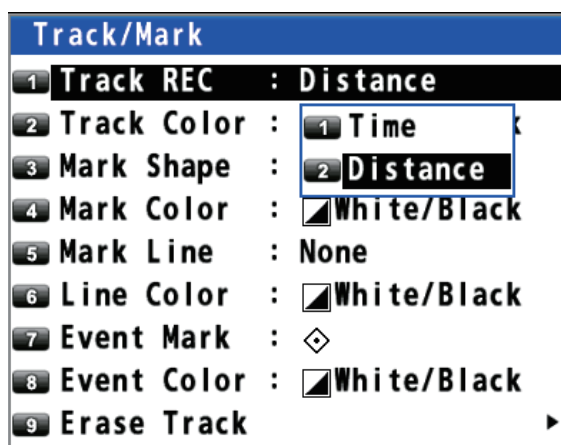 Track/Mark
1 Track REC : Distance
2 Track Color :
1 Time
3 Mark Shape :
2 Distance
4 Mark Color : White/Black
5 Mark Line : None
6 Line Color : White/Black
7 Event Mark :
8 Event Color : White/Black
9 Erase Track